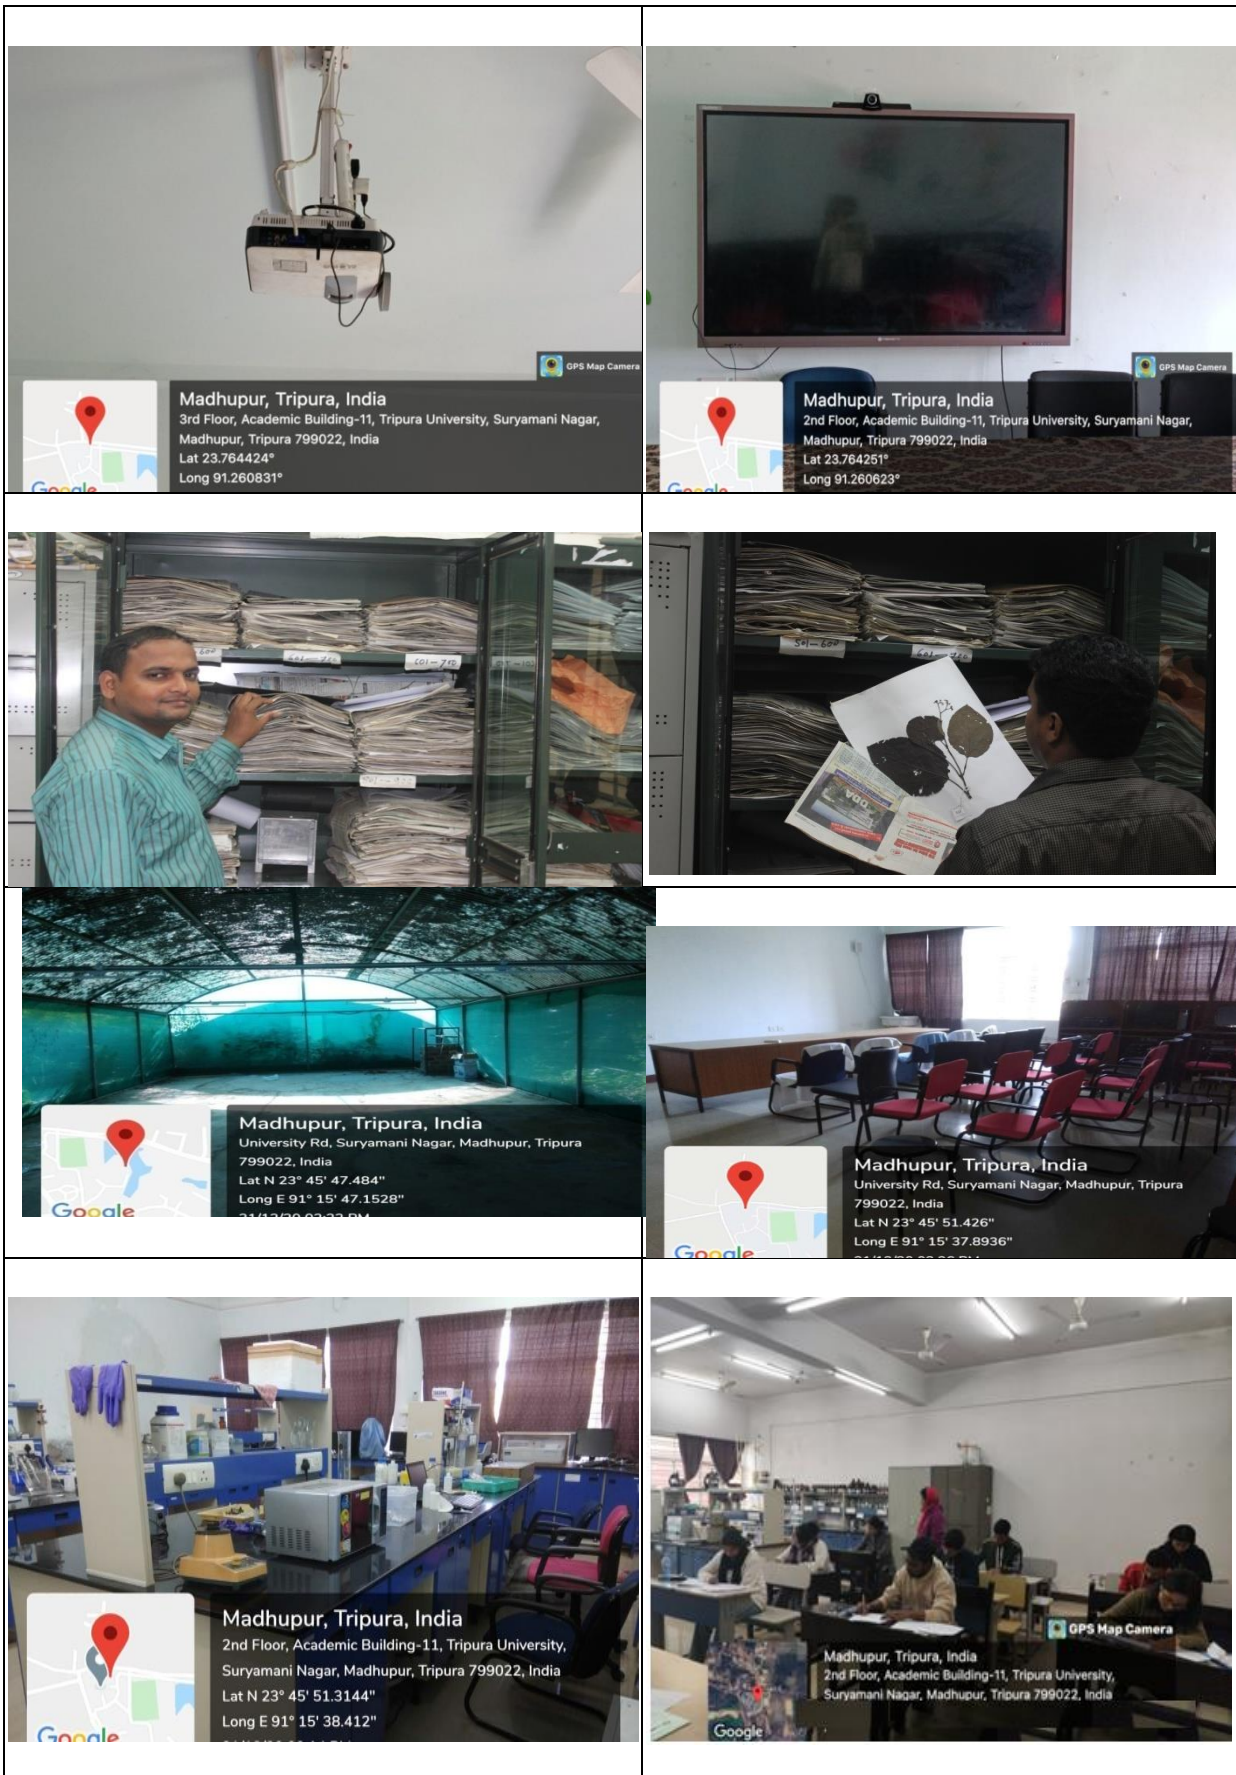 GPS Map Camera
Madhupur, Tripura, India
3rd Floor, Academic Building-11, Tripura University, Suryamani Nagar,
Madhupur, Tripura 799022, India
Lat 23.764424°
Long 91.260831°
Google
GPS Map Camera
Madhupur, Tripura, India
2nd Floor, Academic Building-11, Tripura University, Suryamani Nagar,
Madhupur, Tripura 799022, India
Lat 23.764251°
Long 91.260623°
600
601-700
501-600
601-700
DDA
Madhupur, Tripura, India
University Rd, Suryamani Nagar, Madhupur, Tripura
799022, India
Lat N 23° 45' 47.484"
Long E 91° 15' 47.1528"
Google
Madhupur, Tripura, India
University Rd, Suryamani Nagar, Madhupur, Tripura
799022, India
Lat N 23° 45' 51.426"
Long E 91° 15' 37.8936"
Google
Madhupur, Tripura, India
2nd Floor, Academic Building-11, Tripura University,
Suryamani Nagar, Madhupur, Tripura 799022, India
Lat N 23° 45' 51.3144"
Long E 91° 15' 38.412"
Google
GPS Map Camera
Madhupur, Tripura, India
2nd Floor, Academic Building-11, Tripura University,
Suryamani Nagar, Madhupur, Tripura 799022, India
Google